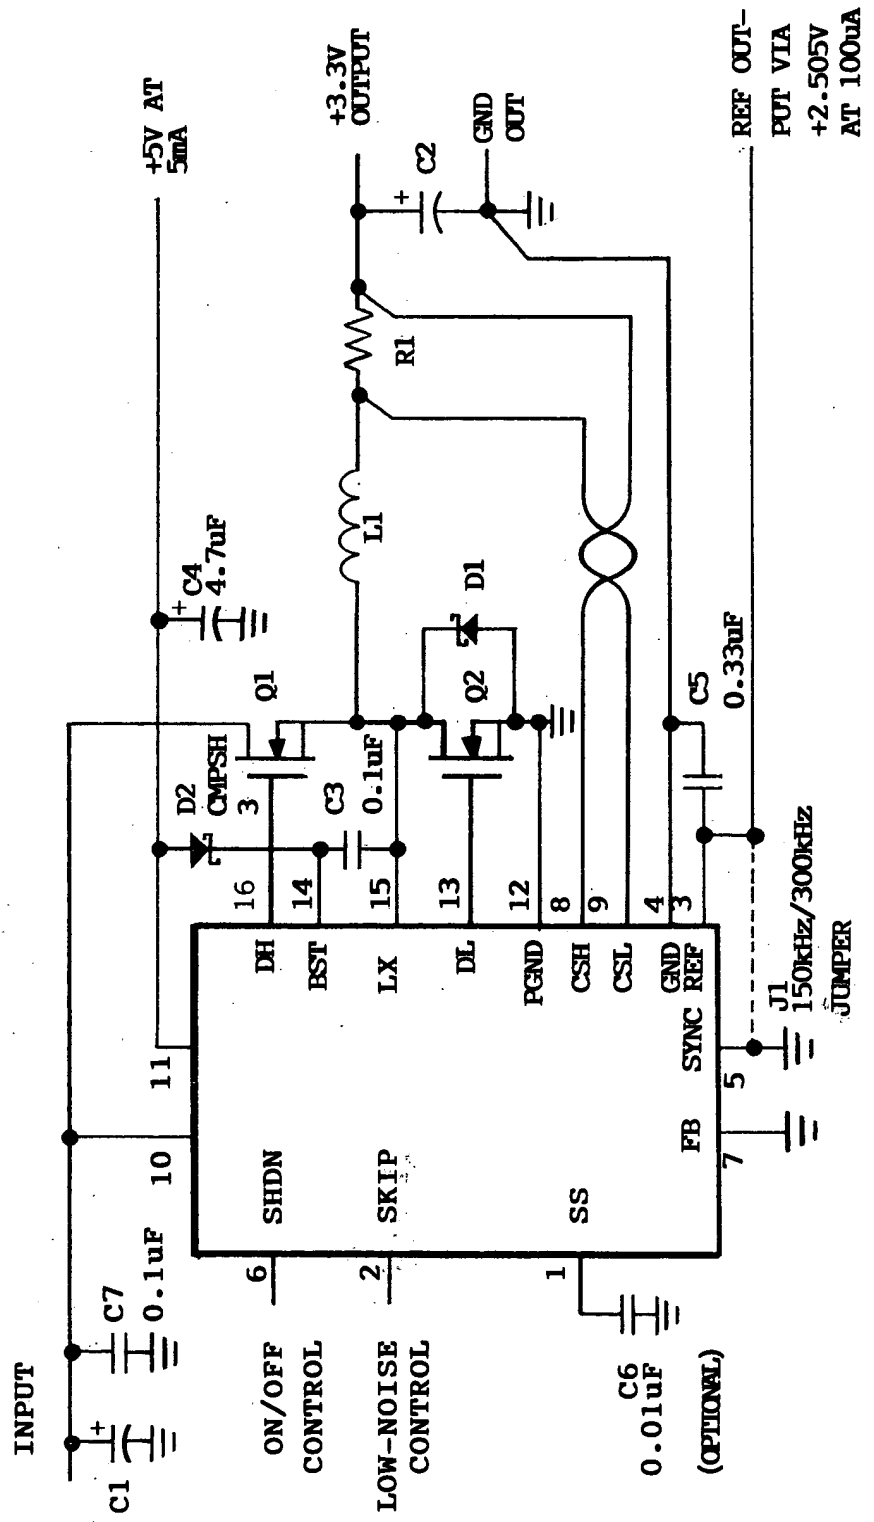 INPUT
C1
C7
0.1uF
+5V AT
5mA
C4
4.7uF
D2
CMPSH
3
Q1
10
11
16
14
C3
0.1uF
15
13
12
8
9
4
3
L1
R1
+3.3V
OUTPUT
C2
GND
OUT
Q2
D1
ON/OFF
CONTROL
6
SHDN
DH
BST
LOW-NOISE
CONTROL
2
SKIP
LX
DL
PGND
1
SS
CSH
CSL
GND
REF
C6
0.01uF
(OPTIONAL)
FB
7
SYNC
5
J1
150kHz/300kHz
JUMPER
C5
0.33uF
REF OUT-
PUT VIA
+2.505V
AT 100uA